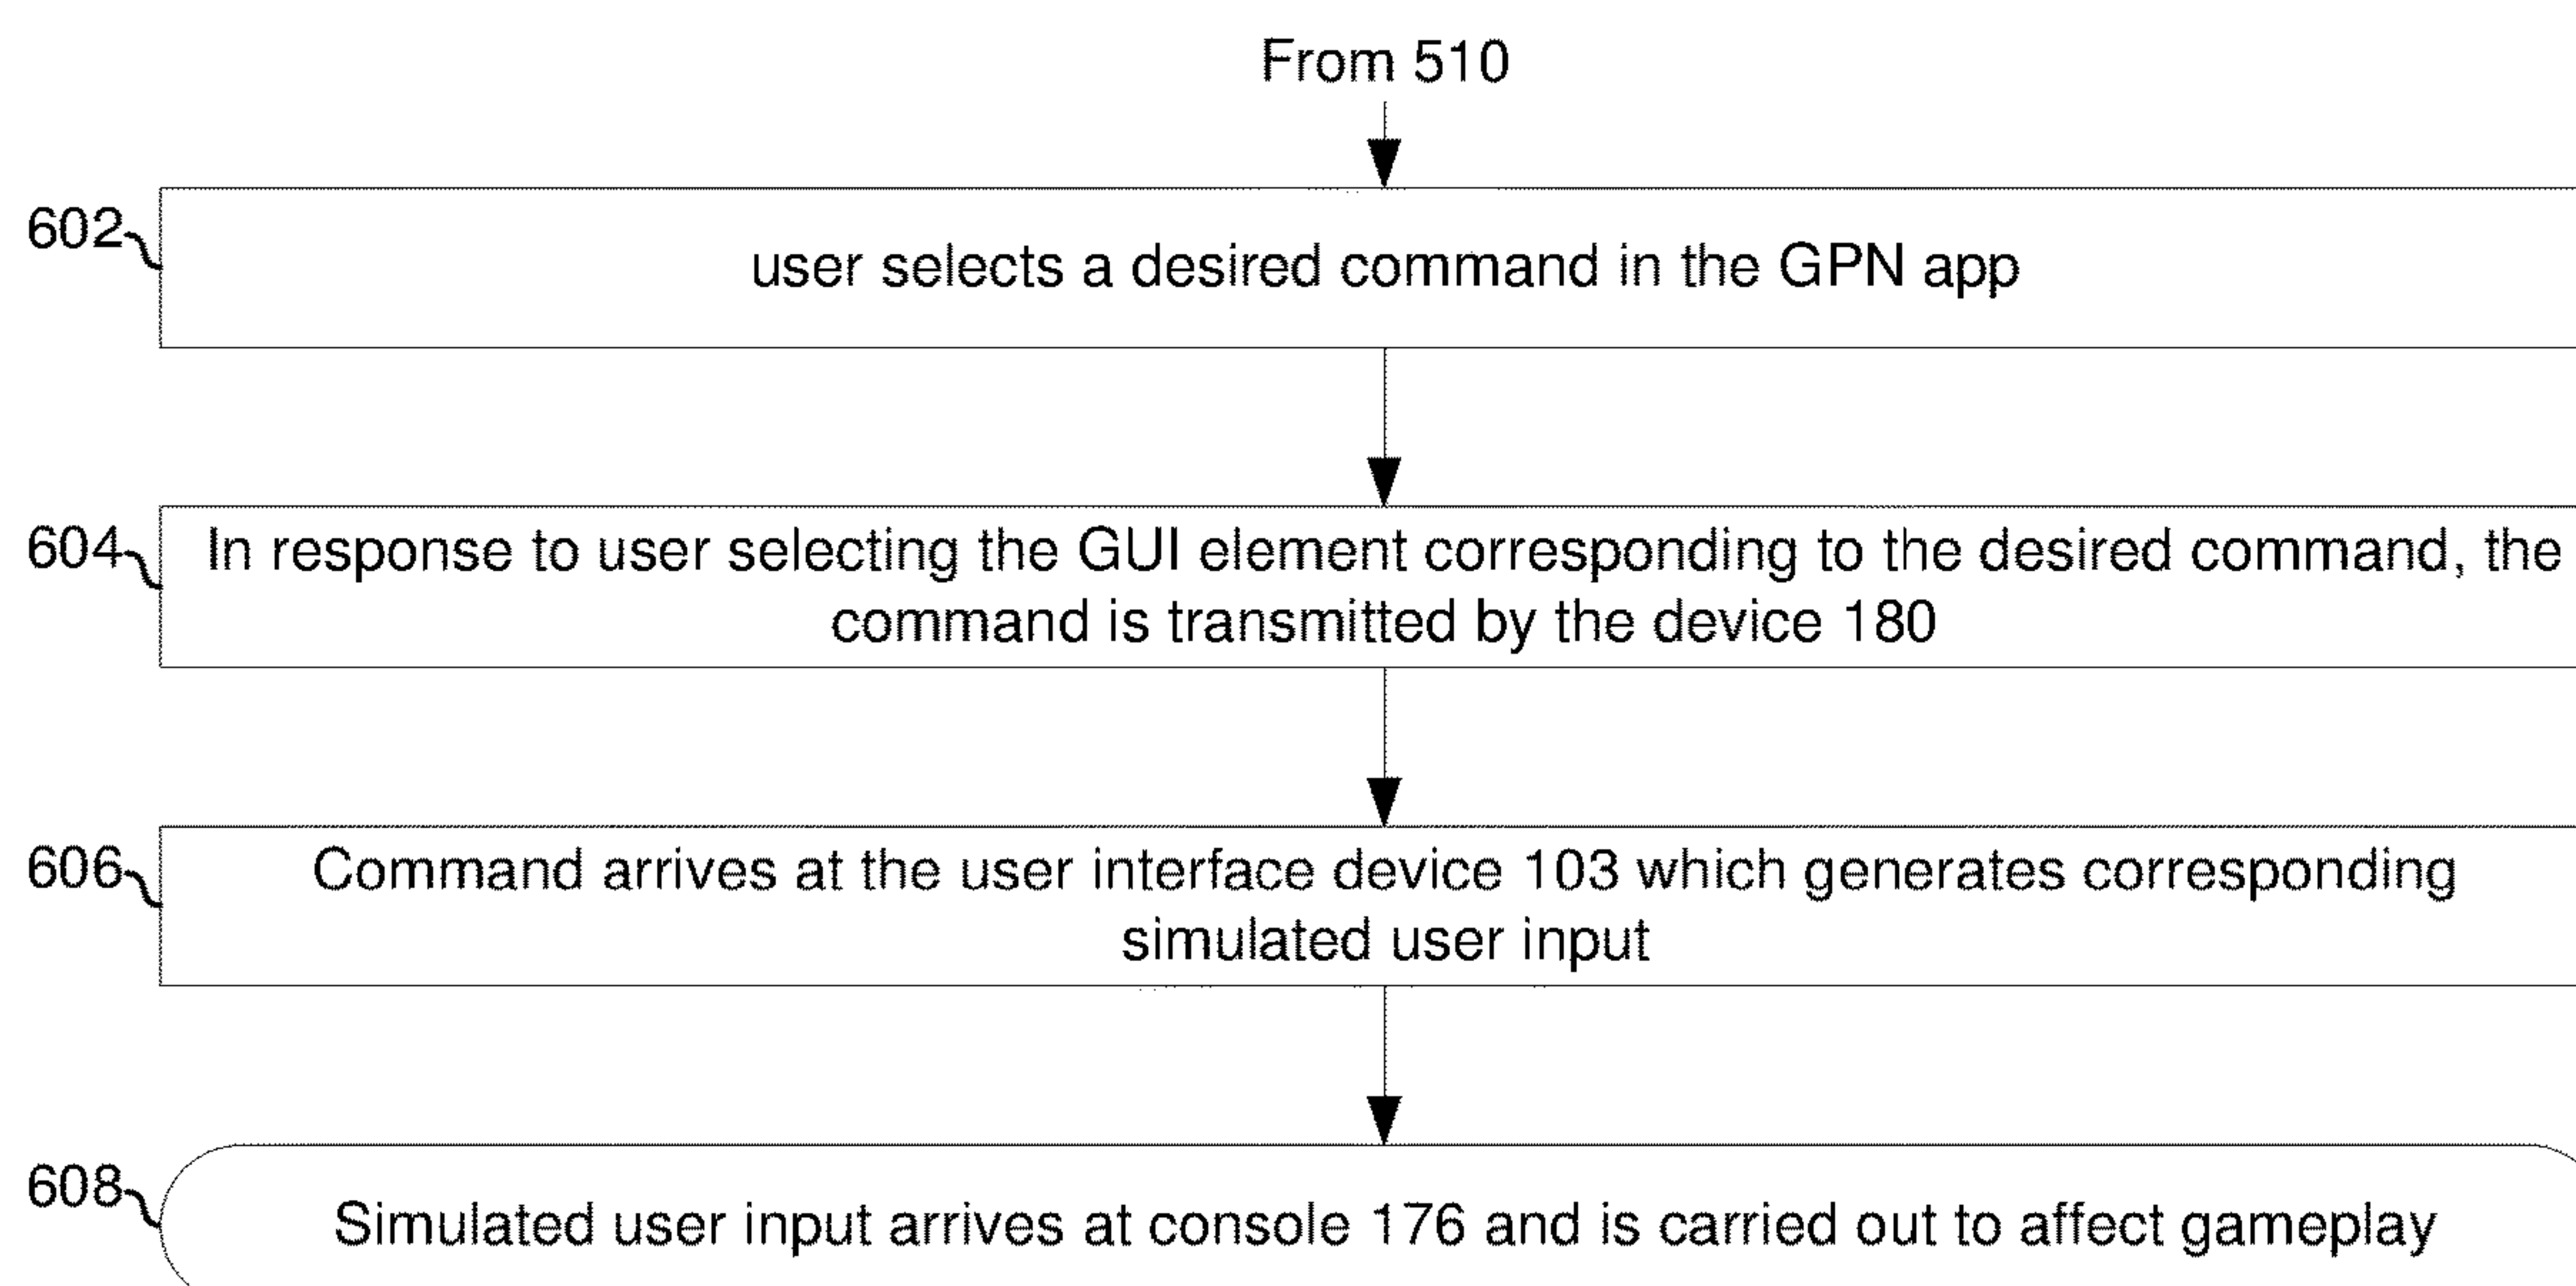 From 510
602
user selects a desired command in the GPN app
604
In response to user selecting the GUI element corresponding to the desired command, the
command is transmitted by the device 180
606
Command arrives at the user interface device 103 which generates corresponding
simulated user input
608
Simulated user input arrives at console 176 and is carried out to affect gameplay